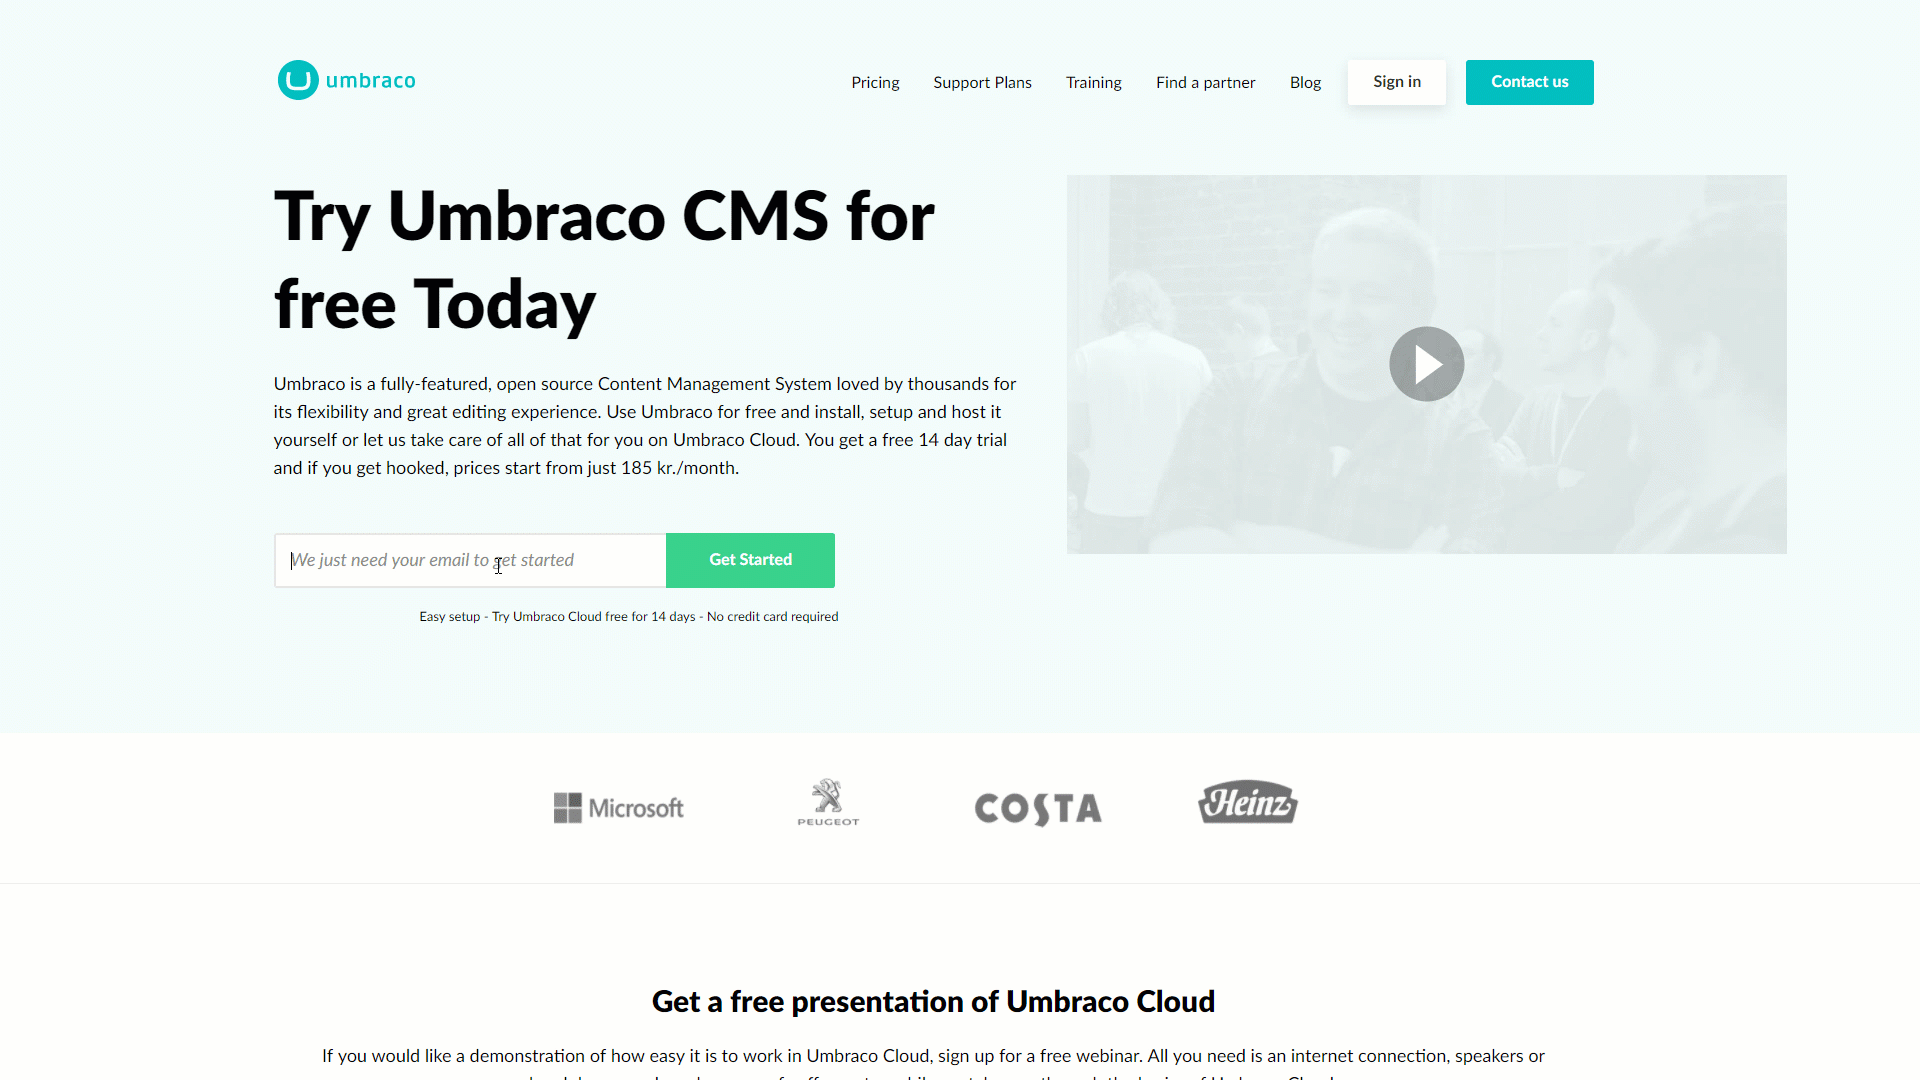 umbraco
Pricing
Support Plans
Training
Find a partner
Blog
Sign in
Contact us
Try Umbraco CMS for
free Today
Umbraco is a fully-featured, open source Content Management System loved by thousands for
its flexibility and great editing experience. Use Umbraco for free and install, setup and host it
yourself or let us take care of all of that for you on Umbraco Cloud. You get a free 14 day trial
and if you get hooked, prices start from just 185 kr./month.
We just need your email to get started
Get Started
Easy setup - Try Umbraco Cloud free for 14 days - No credit card required
Microsoft
PEUGEOT
COSTA
Heinz
Get a free presentation of Umbraco Cloud
If you would like a demonstration of how easy it is to work in Umbraco Cloud, sign up for a free webinar. All you need is an internet connection, speakers or